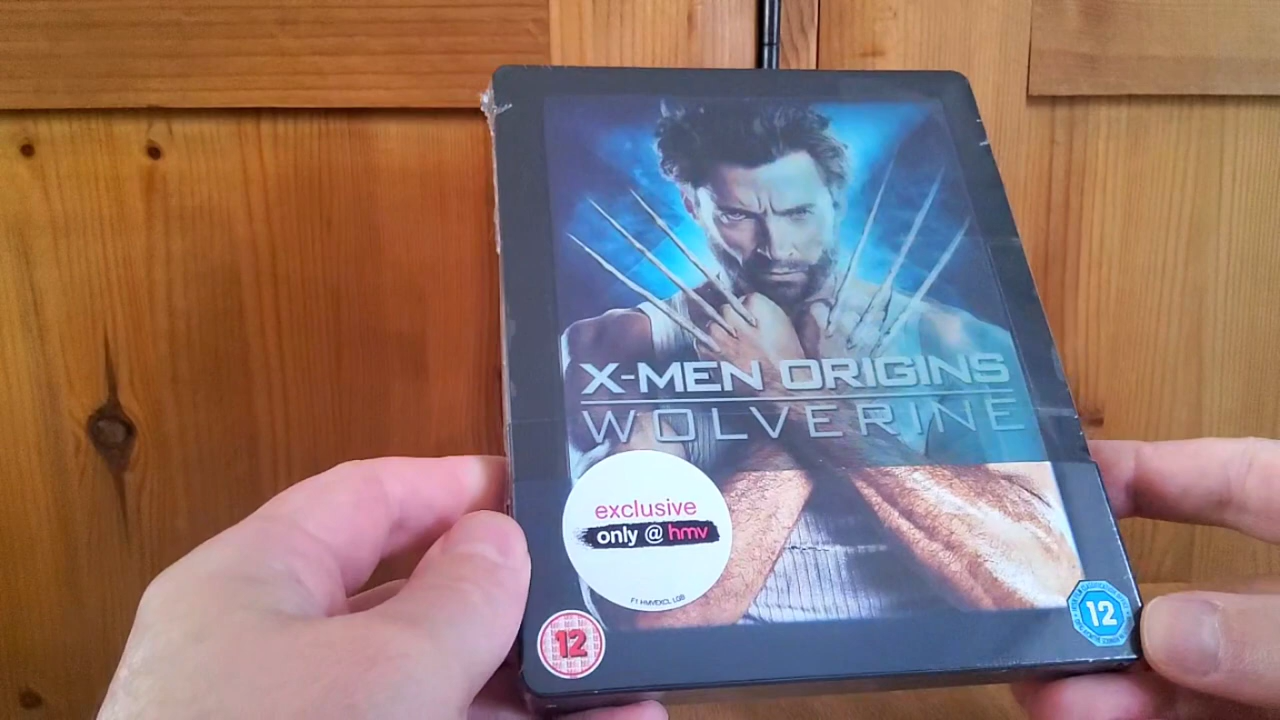 X-MEN ORIGINS
WOLVERINE
exclusive
only @ hmv
12
12